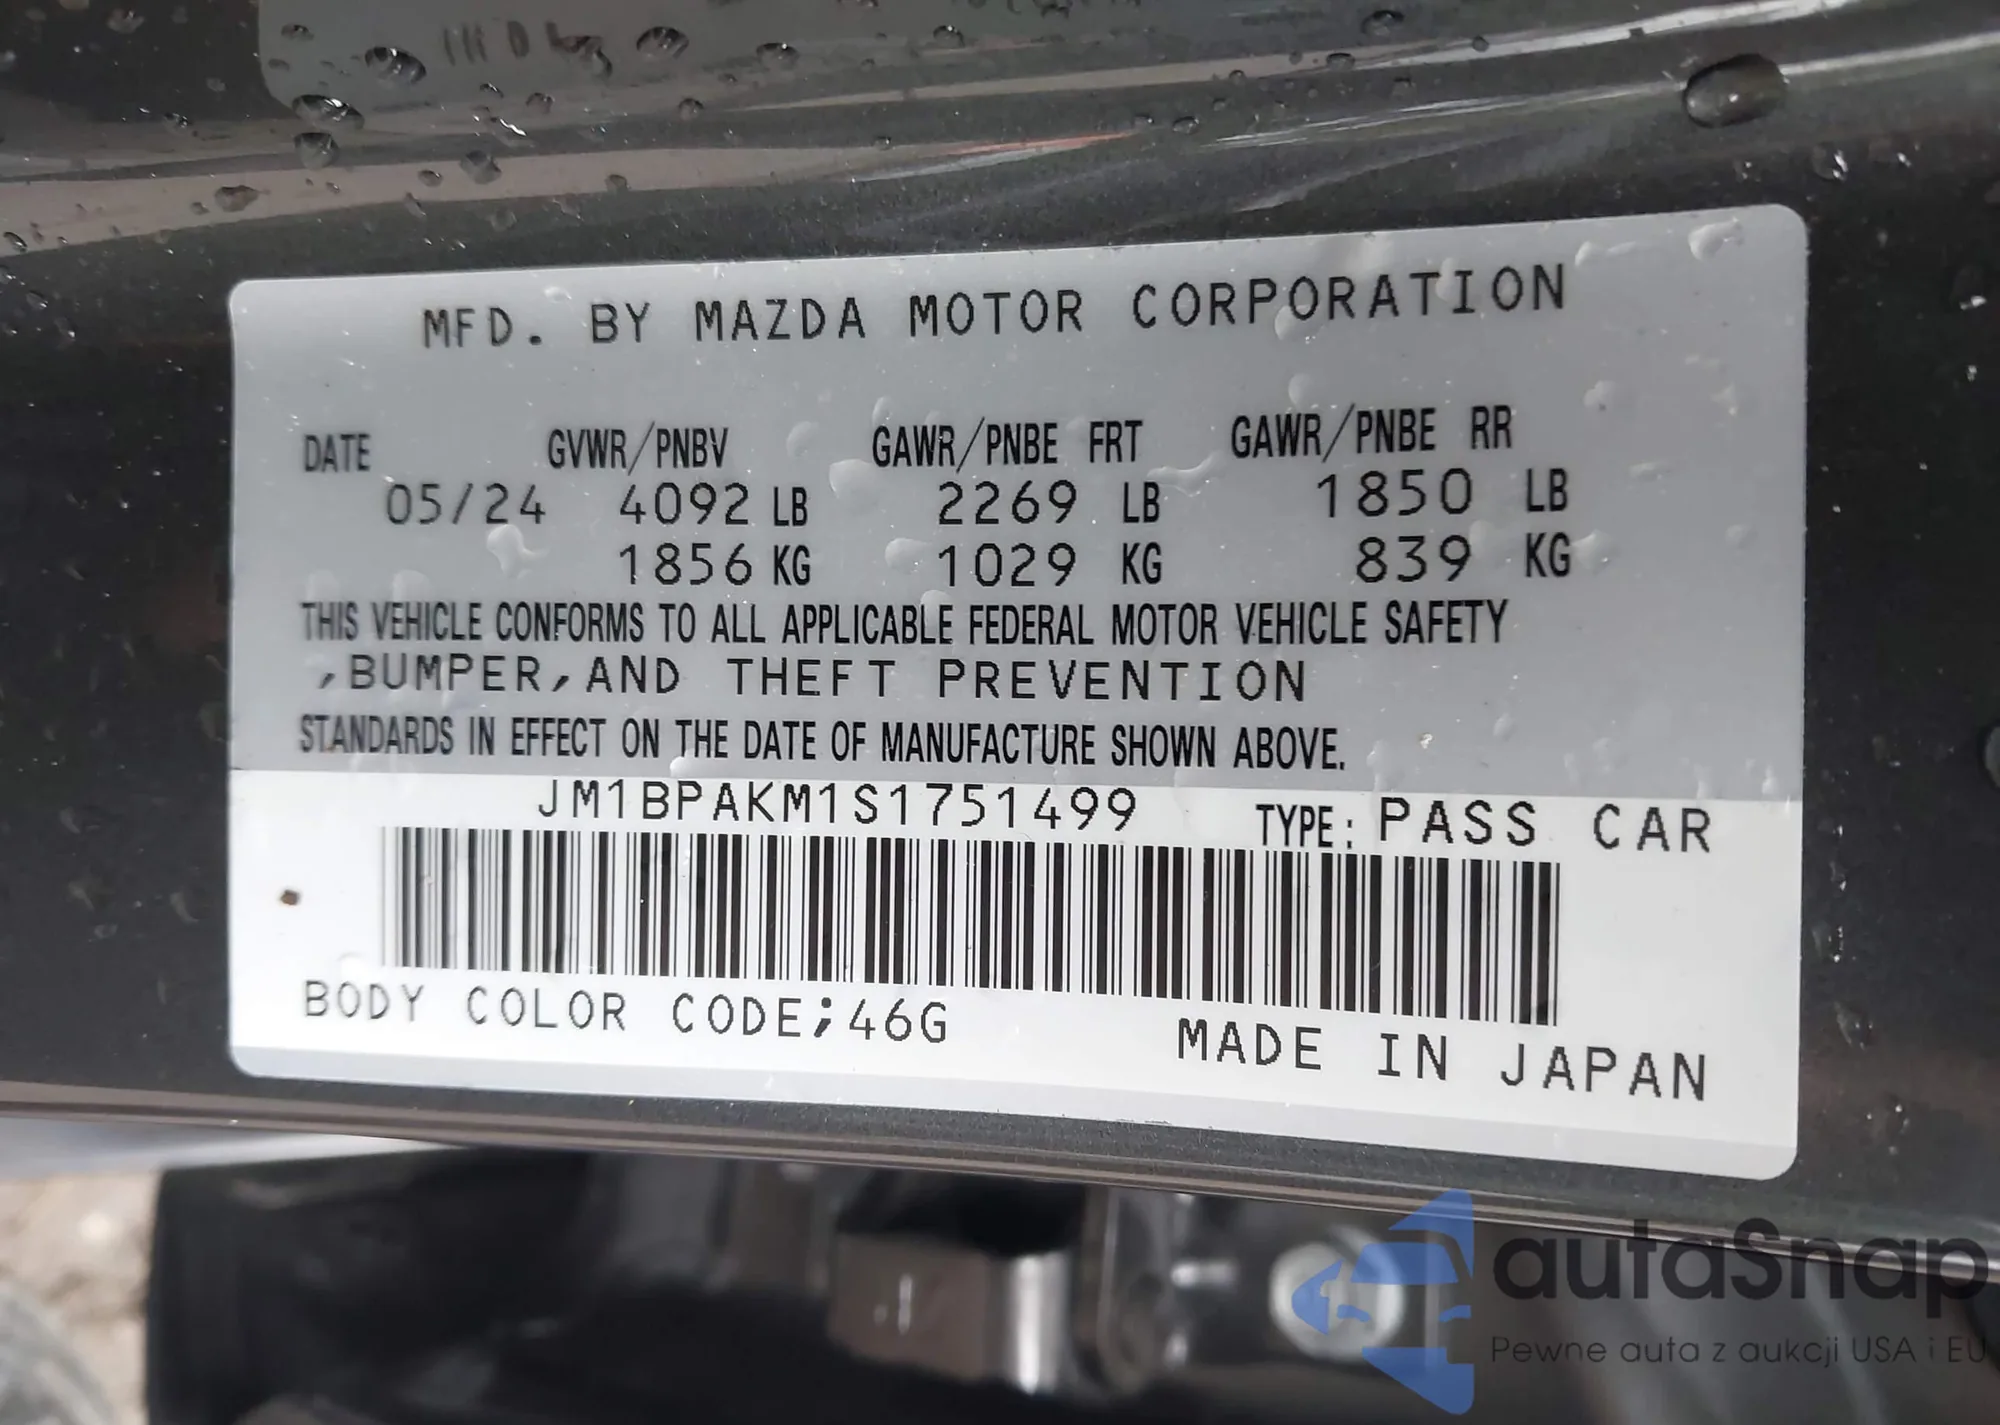 MFD. BY MAZDA MOTOR CORPORATION
DATE GVWR/PNBV GAWR/PNBE FRT GAWR/PNBE RR
05/24 4092 LB 2269 LB 1850 LB
1856 KG 1029 KG 839 KG
THIS VEHICLE CONFORMS TO ALL APPLICABLE FEDERAL MOTOR VEHICLE SAFETY
,BUMPER,AND THEFT PREVENTION
STANDARDS IN EFFECT ON THE DATE OF MANUFACTURE SHOWN ABOVE.
JM1BPAKM1S1751499 TYPE: PASS CAR
BODY COLOR CODE;46G
MADE IN JAPAN
autaSnap
Pewne auta z aukcji USA i EU